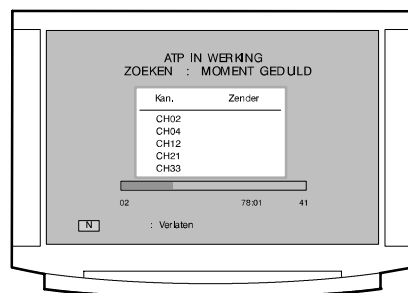 ATP IN WERKING
ZOEKEN : MOMENT GEDULD
Kan. Zender
CH02
CH04
CH12
CH21
CH33
02 78:01 41
N : Verlaten